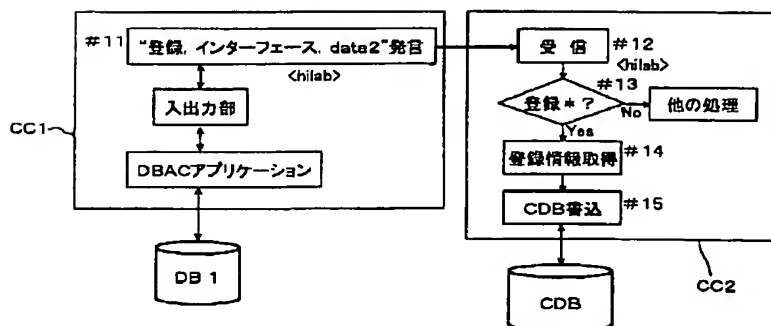 #11
“登録, インターフェース, date2”発言
<hilab>
入出力部
CC1
DBACアプリケーション
DB 1
受 信
#12
<hilab>
#13
登録*?
No
他の処理
Yes
登録情報取得
#14
CDB書込
#15
CC2
CDB